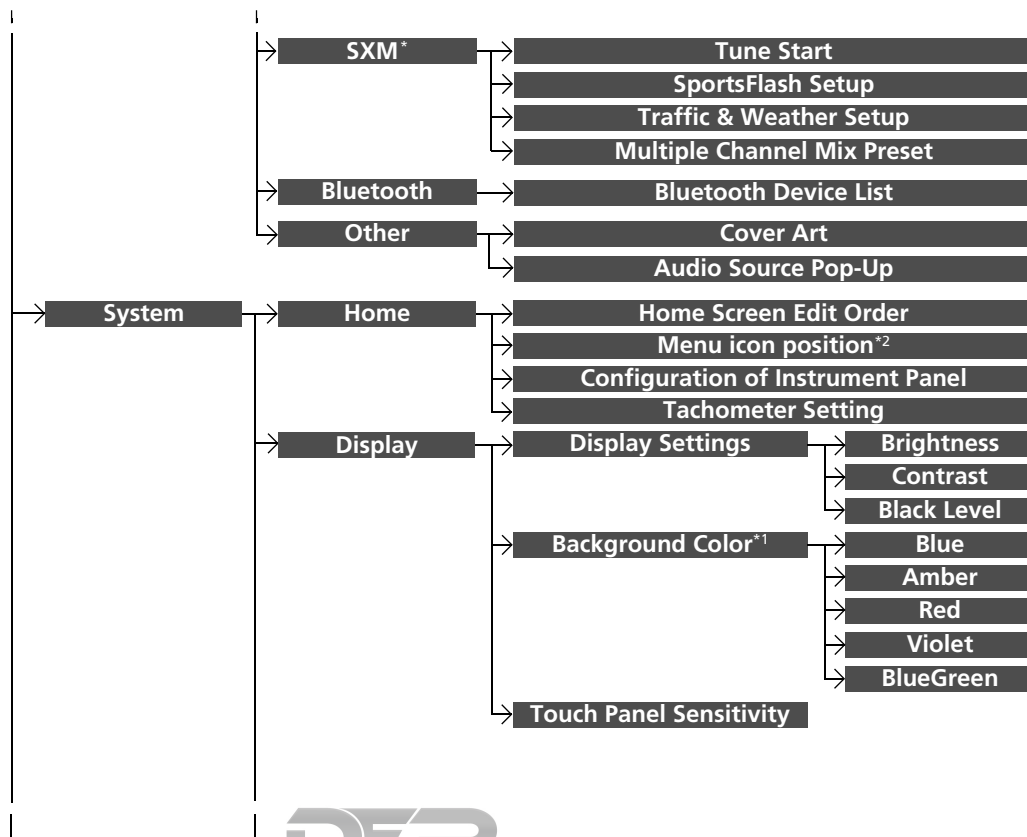 SXM*
Tune Start
SportsFlash Setup
Traffic & Weather Setup
Multiple Channel Mix Preset
Bluetooth
Bluetooth Device List
Other
Cover Art
Audio Source Pop-Up
System
Home
Home Screen Edit Order
Menu icon position*2
Configuration of Instrument Panel
Tachometer Setting
Display
Display Settings
Brightness
Contrast
Black Level
Background Color*1
Blue
Amber
Red
Violet
BlueGreen
Touch Panel Sensitivity